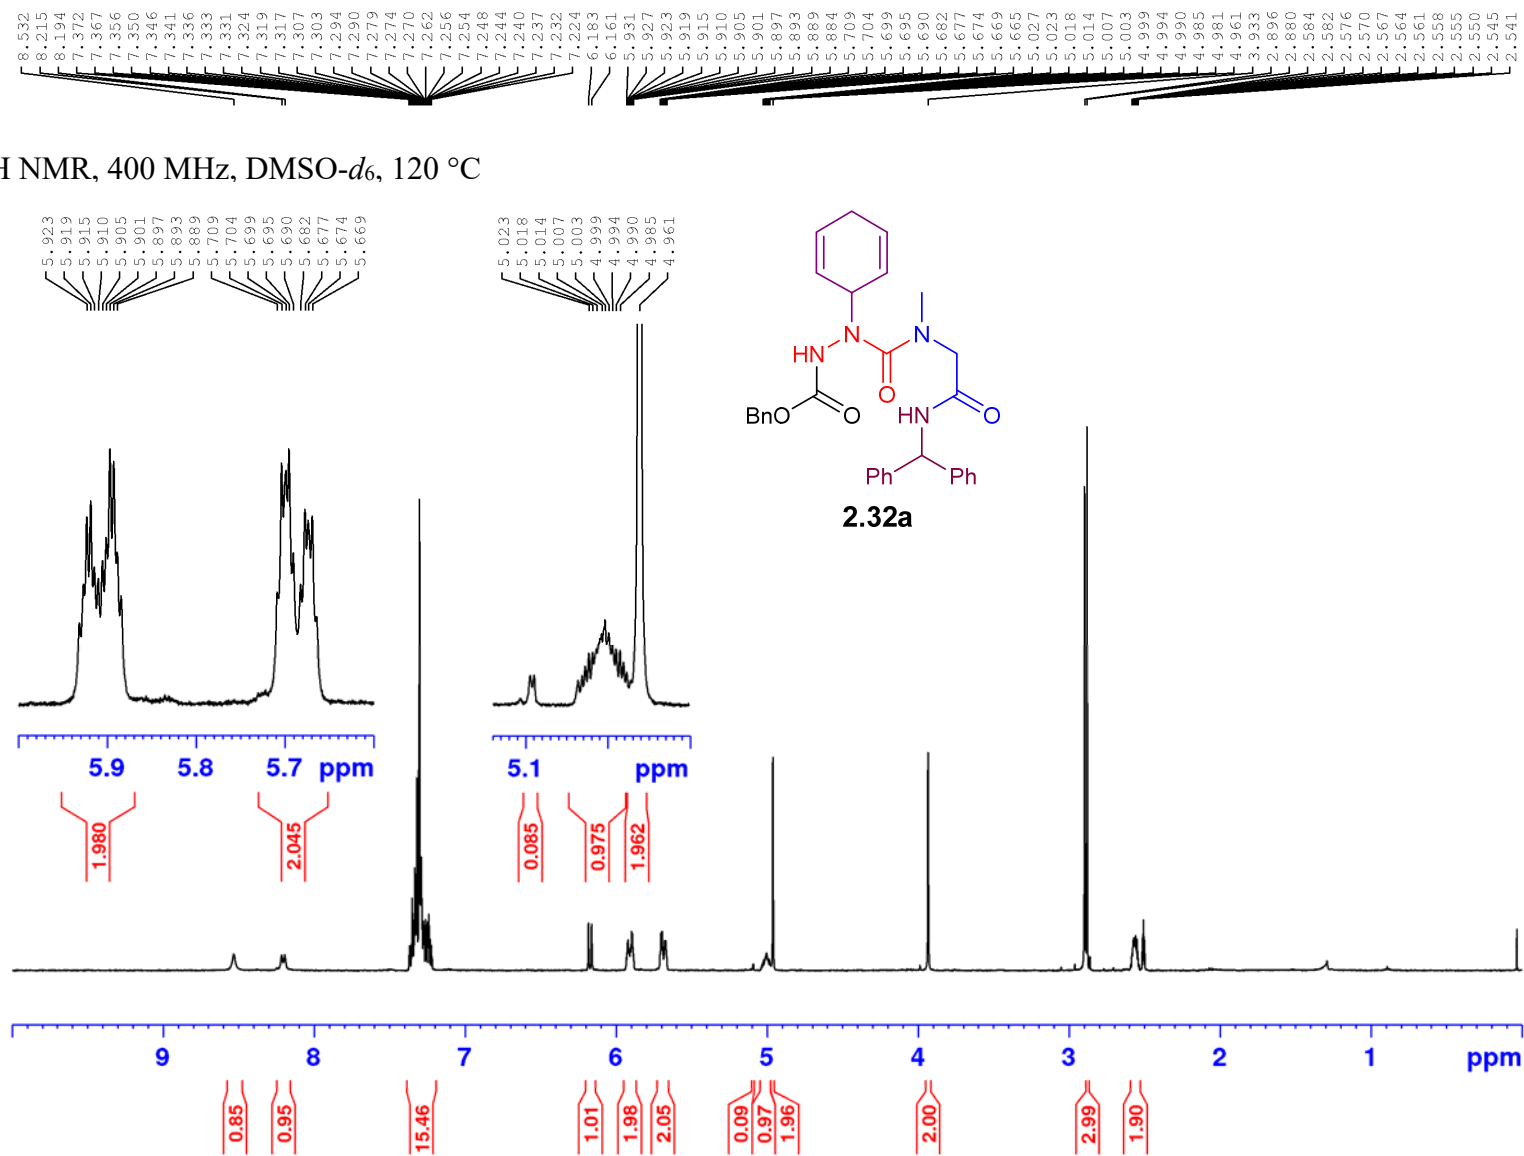 8.532 8.215 8.194 7.372 7.367 7.356 7.350 7.346 7.341 7.336 7.333 7.331 7.324 7.319 7.317 7.307 7.303 7.294 7.290 7.279 7.274 7.270 7.262 7.256 7.254 7.248 7.244 7.240 7.237 7.232 7.224 6.183 6.161 5.931 5.927 5.923 5.919 5.915 5.910 5.905 5.901 5.897 5.893 5.889 5.884 5.709 5.704 5.699 5.695 5.690 5.682 5.677 5.674 5.669 5.665 5.027 5.023 5.018 5.014 5.007 5.003 4.999 4.994 4.990 4.985 4.981 4.961 3.933 2.896 2.880 2.584 2.582 2.576 2.570 2.567 2.564 2.561 2.558 2.555 2.550 2.545 2.541
H NMR, 400 MHz, DMSO-d6, 120 °C
5.923 5.919 5.915 5.910 5.905 5.901 5.897 5.893 5.889 5.709 5.704 5.699 5.695 5.690 5.682 5.677 5.674 5.669
5.023 5.018 5.014 5.007 5.003 4.999 4.994 4.990 4.985 4.961
N
N
HN
O
BnO
O
HN
O
Ph
Ph
2.32a
5.9 5.8 5.7 ppm
5.1 ppm
1.980 2.045
0.085 0.975 1.962
9 8 7 6 5 4 3 2 1 ppm
0.85 0.95 15.46 1.01 1.98 2.05 0.09 0.97 1.96 2.00 2.99 1.90